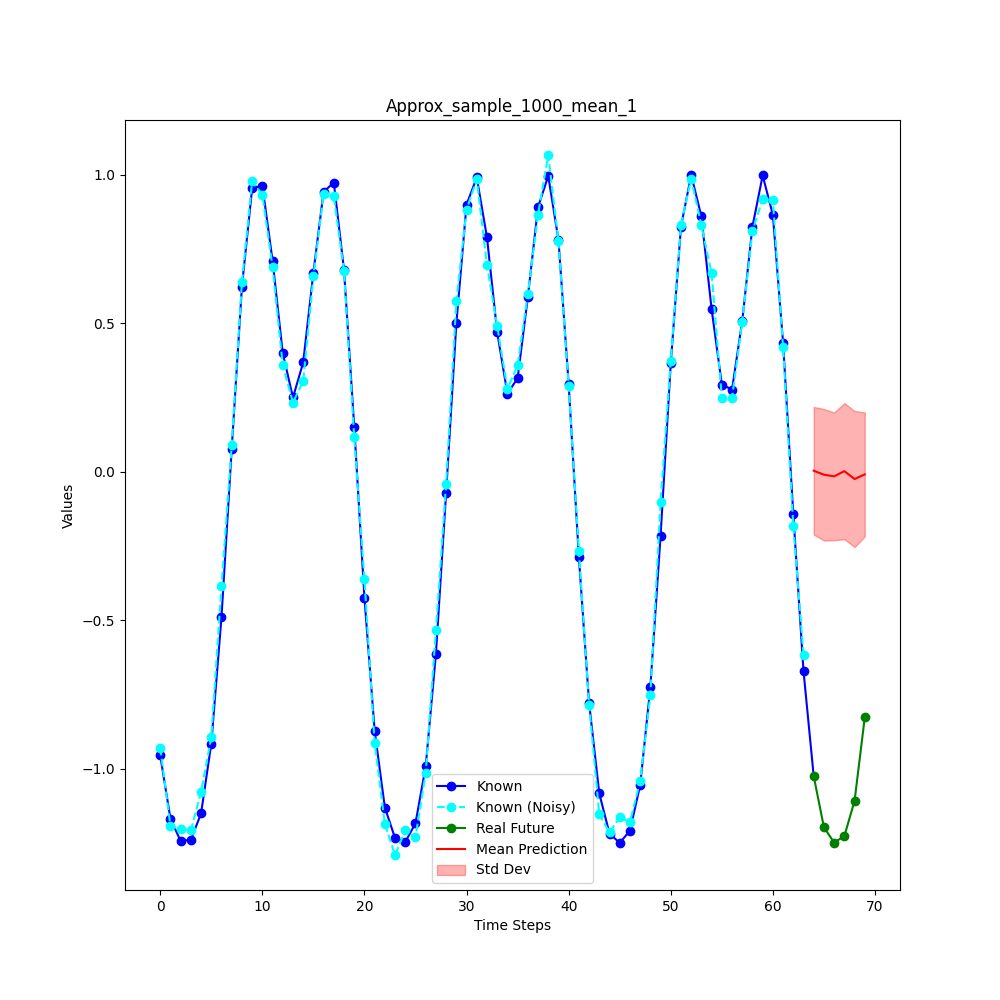 Approx_sample_1000_mean_1
Values
1.0
0.5
0.0
−0.5
−1.0
Known
Known (Noisy)
Real Future
Mean Prediction
Std Dev
0 10 20 30 40 50 60 70
Time Steps